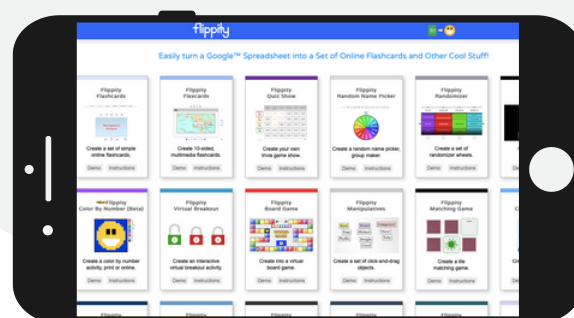 flippity
Easily turn a Google™ Spreadsheet into a Set of Online Flashcards and Other Cool Stuff!
Flippity
Flashcards
Create a set of simple
online flashcards.
Demo Instructions
Flippity
Flexcards
Create 10-sided,
multimedia flashcards.
Demo Instructions
Flippity
Quiz Show
Create your own
trivia game show.
Demo Instructions
Flippity
Random Name Picker
Create a random name picker,
group maker.
Demo Instructions
Flippity
Randomizer
Create a set of
randomizer wheels.
Demo Instructions
Flippity
Color By Number (Beta)
Create a color by number
activity, print or online.
Demo Instructions
Flippity
Virtual Breakout
Create an interactive
virtual breakout activity.
Demo Instructions
Flippity
Board Game
Create into a virtual
board game.
Demo Instructions
Flippity
Manipulatives
Create a set of click-and-drag
objects.
Demo Instructions
Flippity
Matching Game
Create a tile
matching game.
Demo Instructions
Flippity
Flippity
Flippity
Flippity